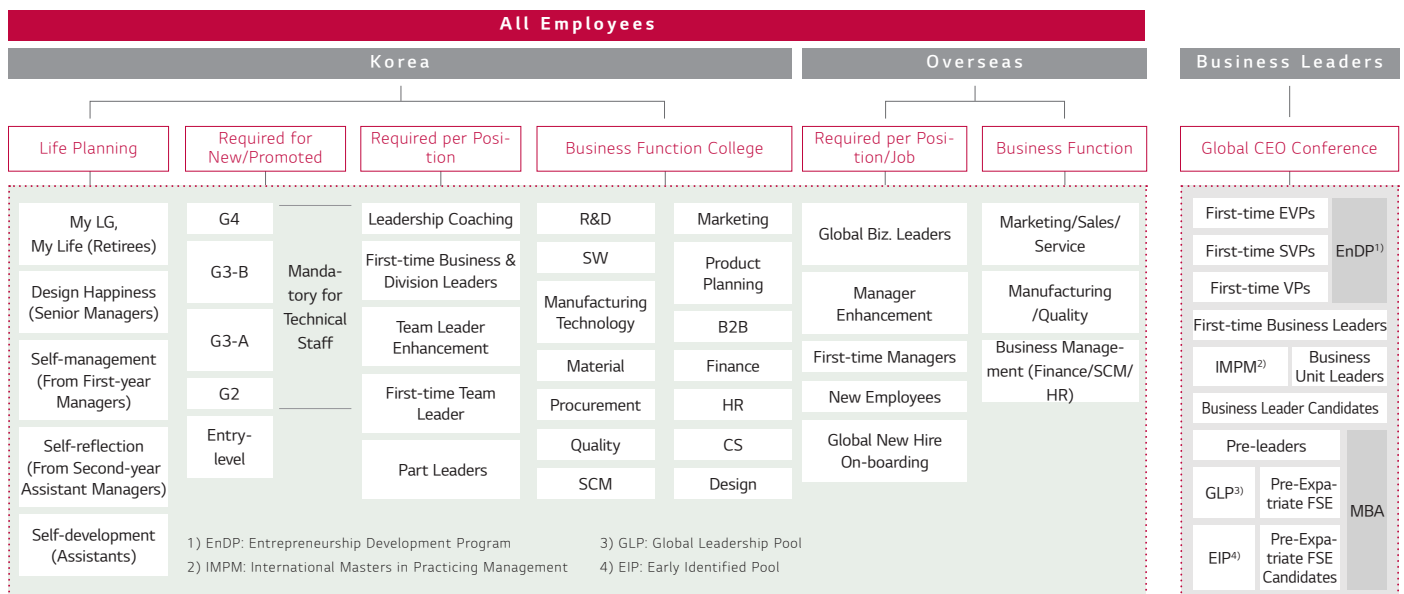 All Employees
Korea
Overseas
Business Leaders
Life Planning
Required for
New/Promoted
Required per Posi-
tion
Business Function College
Required per Po-
sition/Job
Business Function
Global CEO Conference
My LG,
My Life (Retirees)
Design Happiness
(Senior Managers)
Self-management
(From First-year
Managers)
Self-reflection
(From Second-year
Assistant Managers)
Self-development
(Assistants)
G4
G3-B
G3-A
G2
Entry-
level
Manda-
tory for
Technical
Staff
Leadership Coaching
First-time Business &
Division Leaders
Team Leader
Enhancement
First-time Team
Leader
Part Leaders
R&D
SW
Manufacturing
Technology
Material
Procurement
Quality
SCM
Marketing
Product
Planning
B2B
Finance
HR
CS
Design
Global Biz. Leaders
Manager
Enhancement
First-time Managers
New Employees
Global New Hire
On-boarding
Marketing/Sales/
Service
Manufacturing
/Quality
Business Manage-
ment (Finance/SCM/
HR)
First-time EVPs
First-time SVPs
First-time VPs
EnDP1)
First-time Business Leaders
IMPM2)
Business
Unit Leaders
Business Leader Candidates
Pre-leaders
GLP3)
Pre-Expa-
triate FSE
EIP4)
Pre-Expa-
triate FSE
Candidates
MBA
1) EnDP: Entrepreneurship Development Program
2) IMPM: International Masters in Practicing Management
3) GLP: Global Leadership Pool
4) EIP: Early Identified Pool